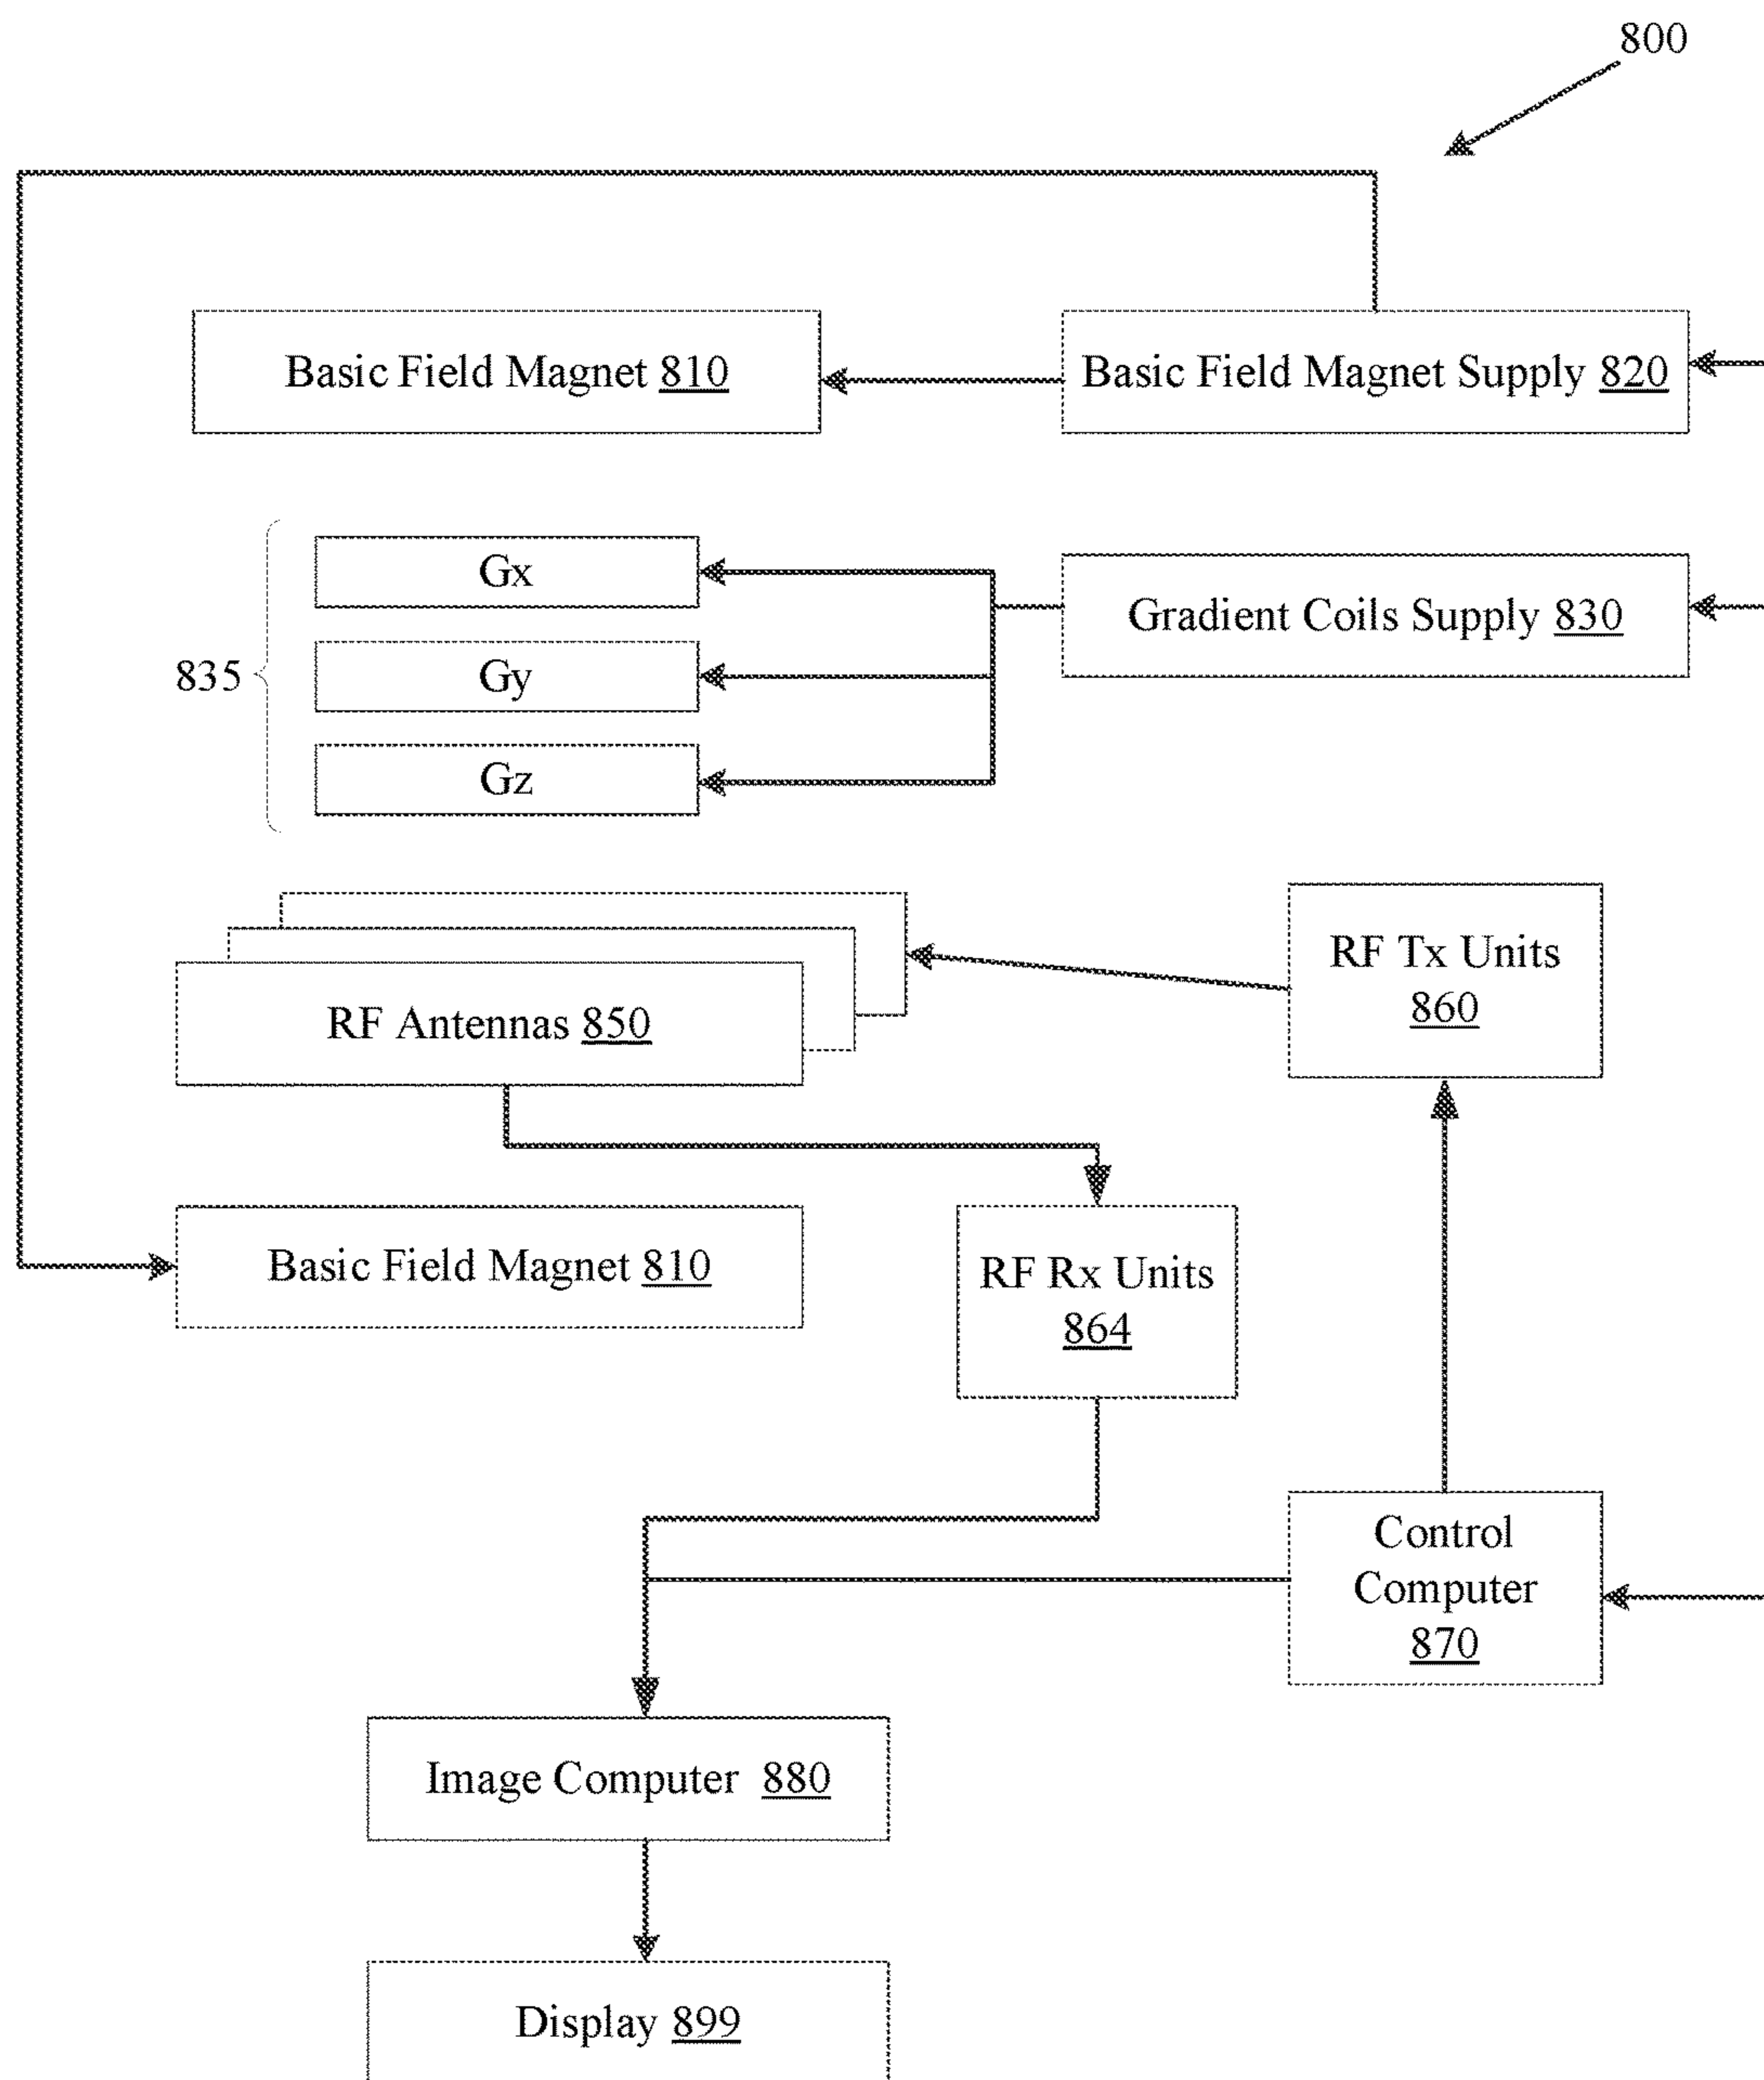 800
Basic Field Magnet 810
Basic Field Magnet Supply 820
Gx
Gradient Coils Supply 830
835
Gy
Gz
RF Tx Units
860
RF Antennas 850
Basic Field Magnet 810
RF Rx Units
864
Control
Computer
870
Image Computer 880
Display 899